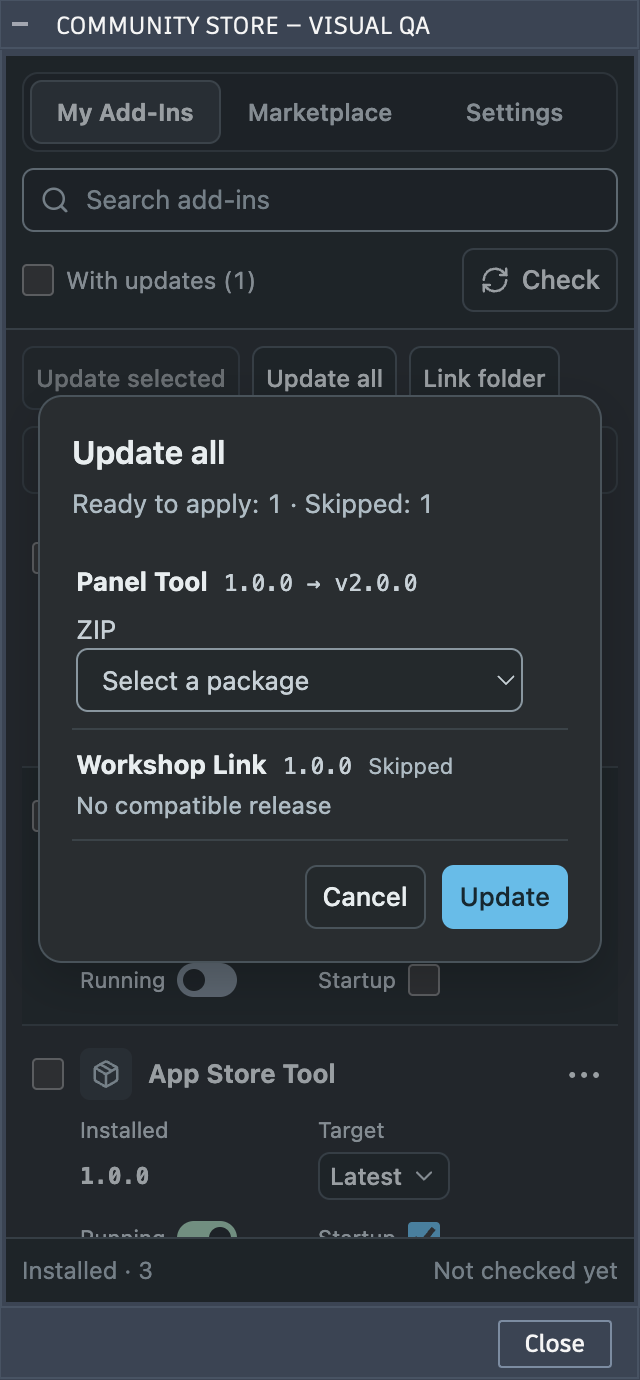 COMMUNITY STORE – VISUAL QA
My Add-Ins Marketplace Settings
Search add-ins
With updates (1) Check
Update selected Update all Link folder
Update all
Ready to apply: 1 · Skipped: 1
Panel Tool 1.0.0 → v2.0.0
ZIP
Select a package
Workshop Link 1.0.0 Skipped
No compatible release
Cancel Update
Running Startup
App Store Tool
Installed Target
1.0.0 Latest
Running Startup
Installed · 3 Not checked yet
Close